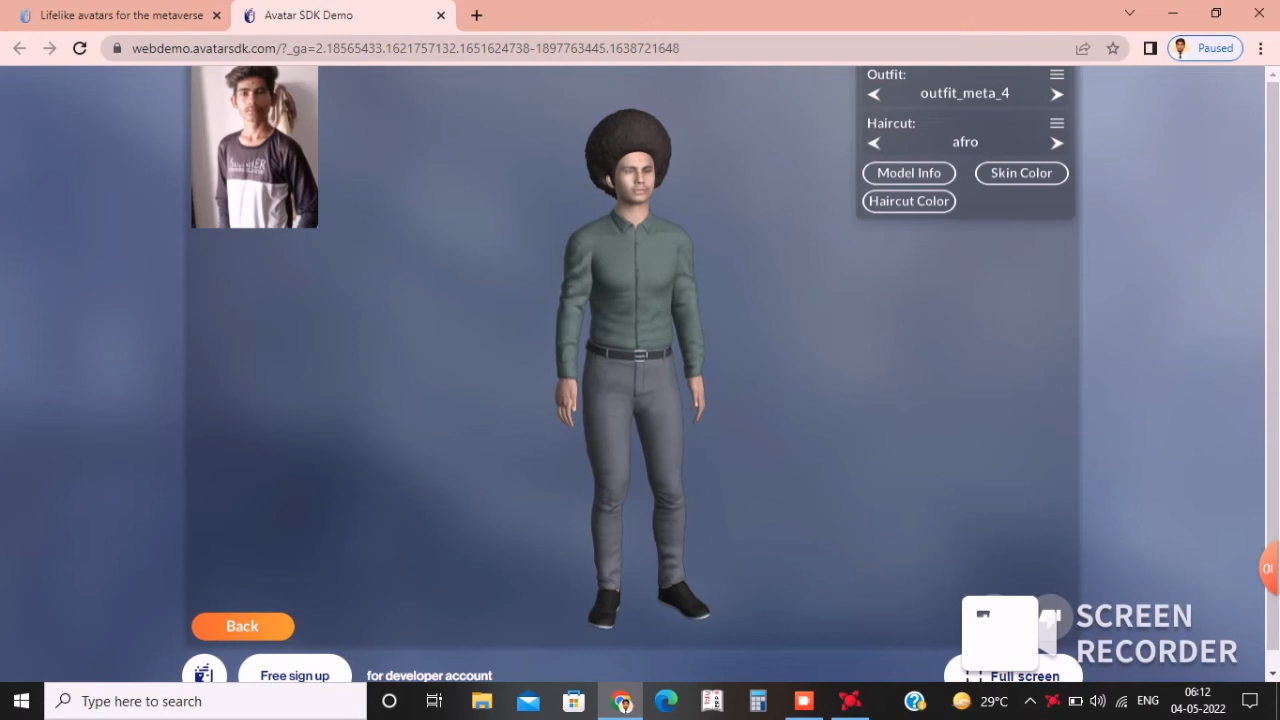 Lifelike avatars for the metaverse
Avatar SDK Demo
webdemo.avatarsdk.com/?_ga=2.18565433.1621757132.1651624738-1897763445.1638721648
Paused
Outfit:
outfit_meta_4
Haircut:
afro
Model Info
Skin Color
Haircut Color
Back
Free sign up
for developer account
Full screen
SCREEN
RECORDER
Type here to search
29°C
ENG
06:12
04-05-2022